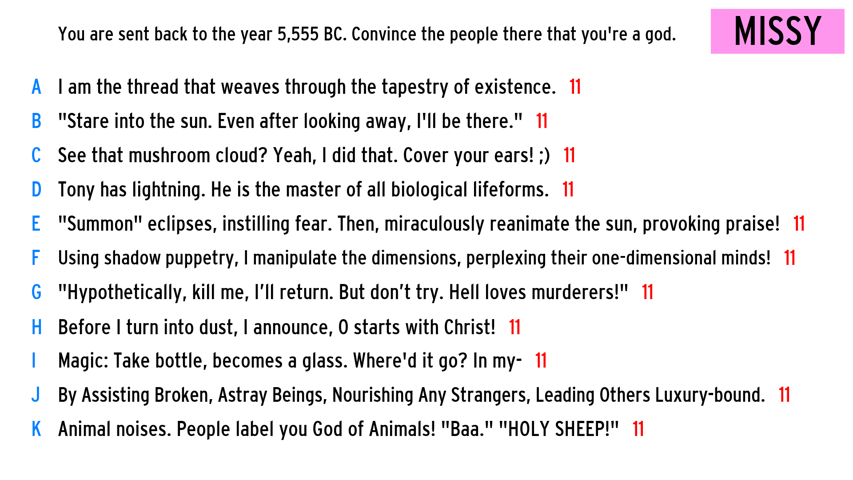 You are sent back to the year 5,555 BC. Convince the people there that you're a god.
MISSY
A I am the thread that weaves through the tapestry of existence. 11
B "Stare into the sun. Even after looking away, I'll be there." 11
C See that mushroom cloud? Yeah, I did that. Cover your ears! ;) 11
D Tony has lightning. He is the master of all biological lifeforms. 11
E "Summon" eclipses, instilling fear. Then, miraculously reanimate the sun, provoking praise! 11
F Using shadow puppetry, I manipulate the dimensions, perplexing their one-dimensional minds! 11
G "Hypothetically, kill me, I’ll return. But don’t try. Hell loves murderers!" 11
H Before I turn into dust, I announce, 0 starts with Christ! 11
I Magic: Take bottle, becomes a glass. Where'd it go? In my- 11
J By Assisting Broken, Astray Beings, Nourishing Any Strangers, Leading Others Luxury-bound. 11
K Animal noises. People label you God of Animals! "Baa." "HOLY SHEEP!" 11